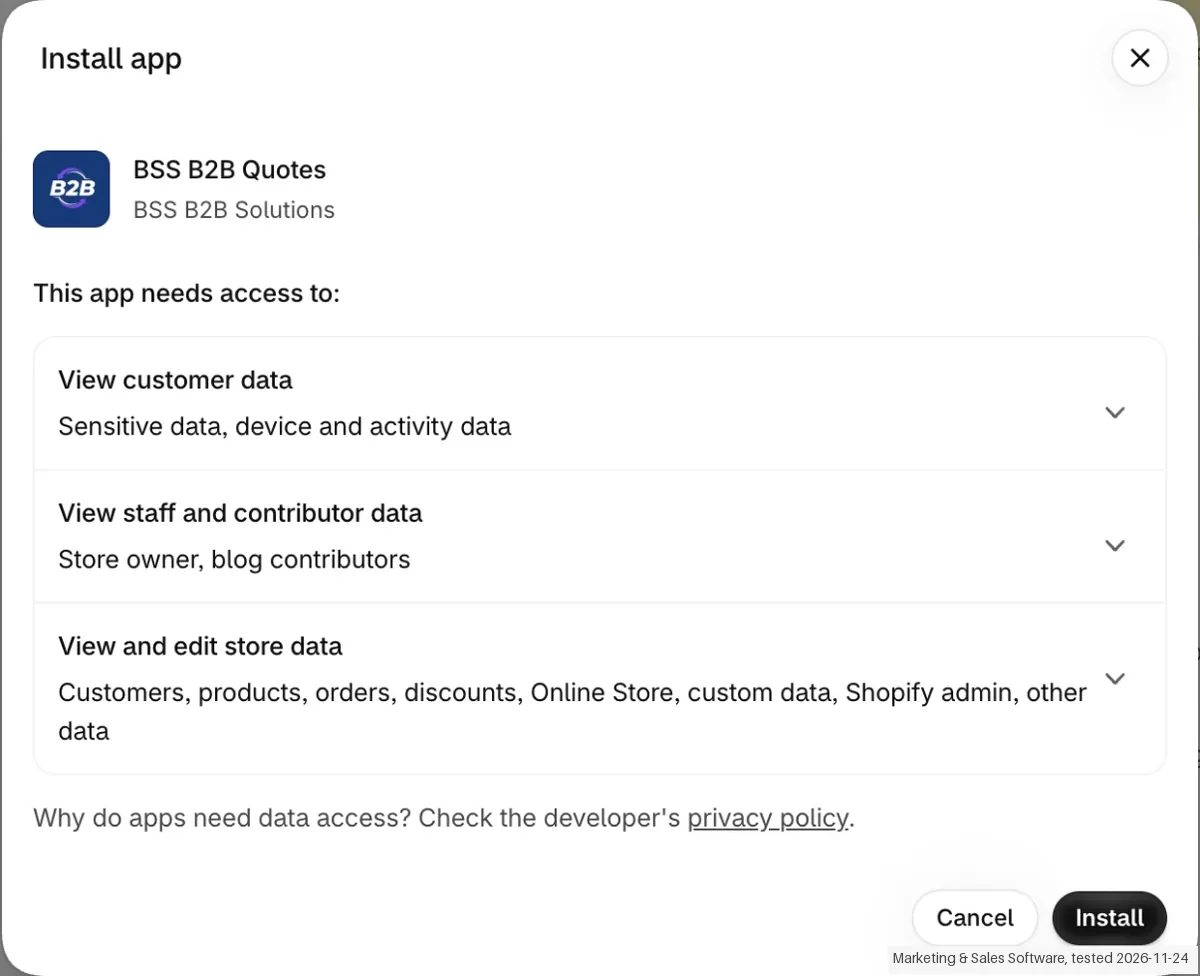 Install app
B2B
BSS B2B Quotes
BSS B2B Solutions
This app needs access to:
View customer data
Sensitive data, device and activity data
View staff and contributor data
Store owner, blog contributors
View and edit store data
Customers, products, orders, discounts, Online Store, custom data, Shopify admin, other
data
Why do apps need data access? Check the developer's privacy policy.
Cancel
Install
Marketing & Sales Software, tested 2026-11-24